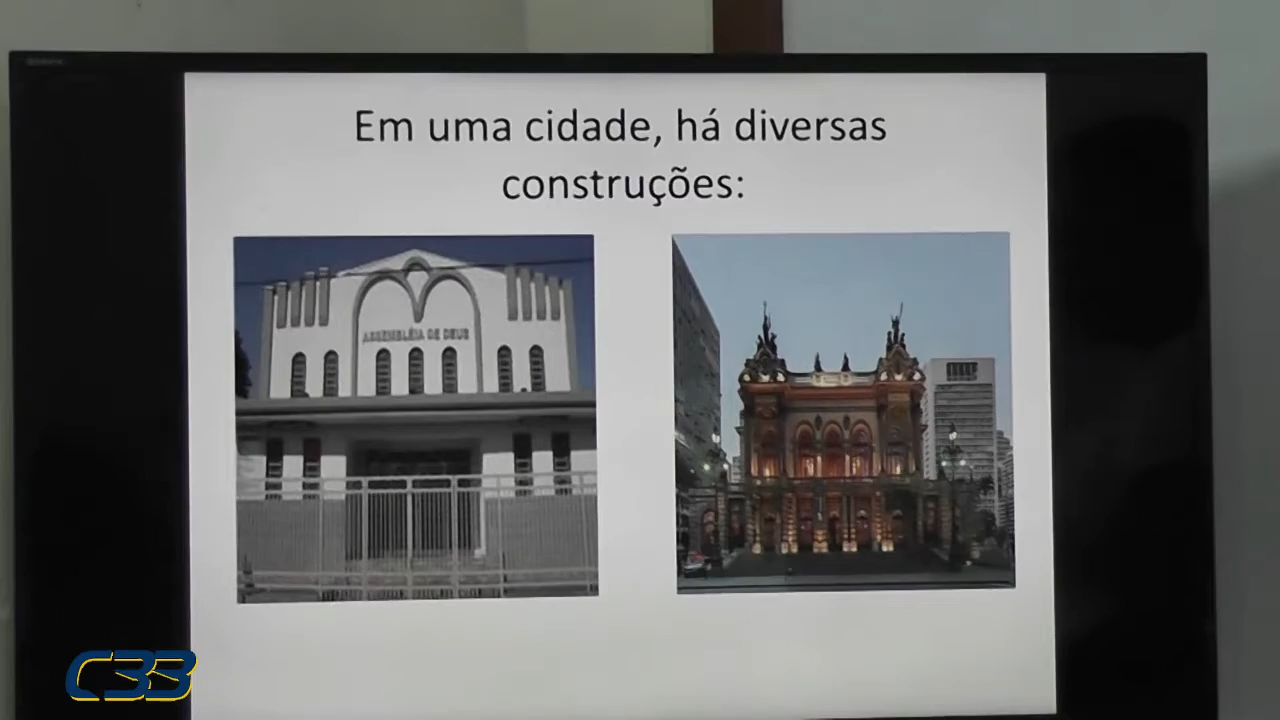 Em uma cidade, há diversas
construções:
ASSEMBLÉIA DE DEUS
C33